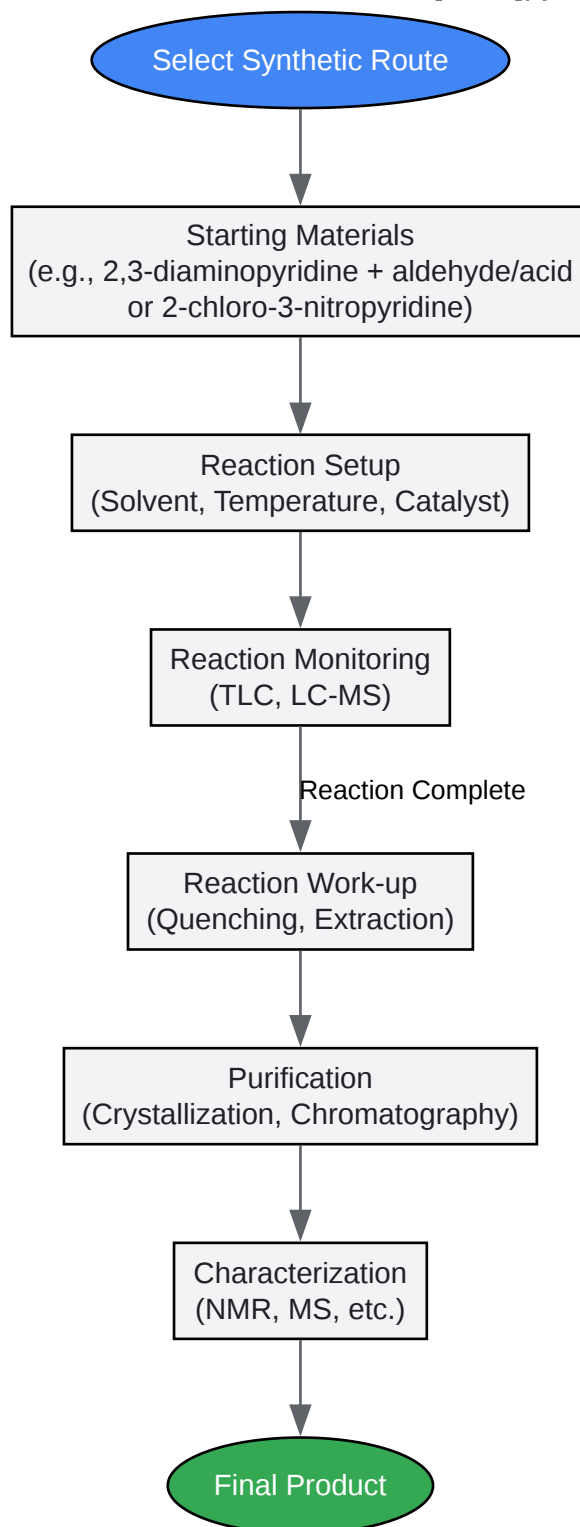 Select Synthetic Route
Starting Materials
(e.g., 2,3-diaminopyridine + aldehyde/acid
or 2-chloro-3-nitropyridine)
Reaction Setup
(Solvent, Temperature, Catalyst)
Reaction Monitoring
(TLC, LC-MS)
Reaction Complete
Reaction Work-up
(Quenching, Extraction)
Purification
(Crystallization, Chromatography)
Characterization
(NMR, MS, etc.)
Final Product